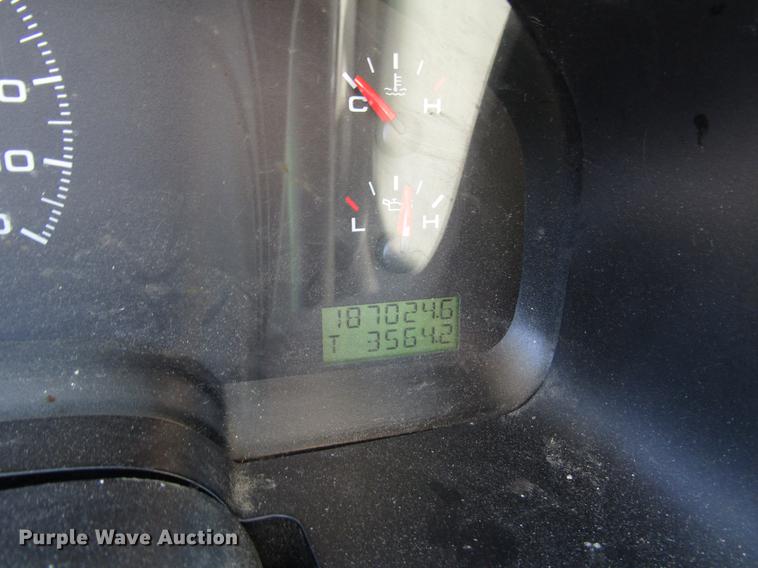 C H
L H
187024.6
T 3564.2
Purple Wave Auction